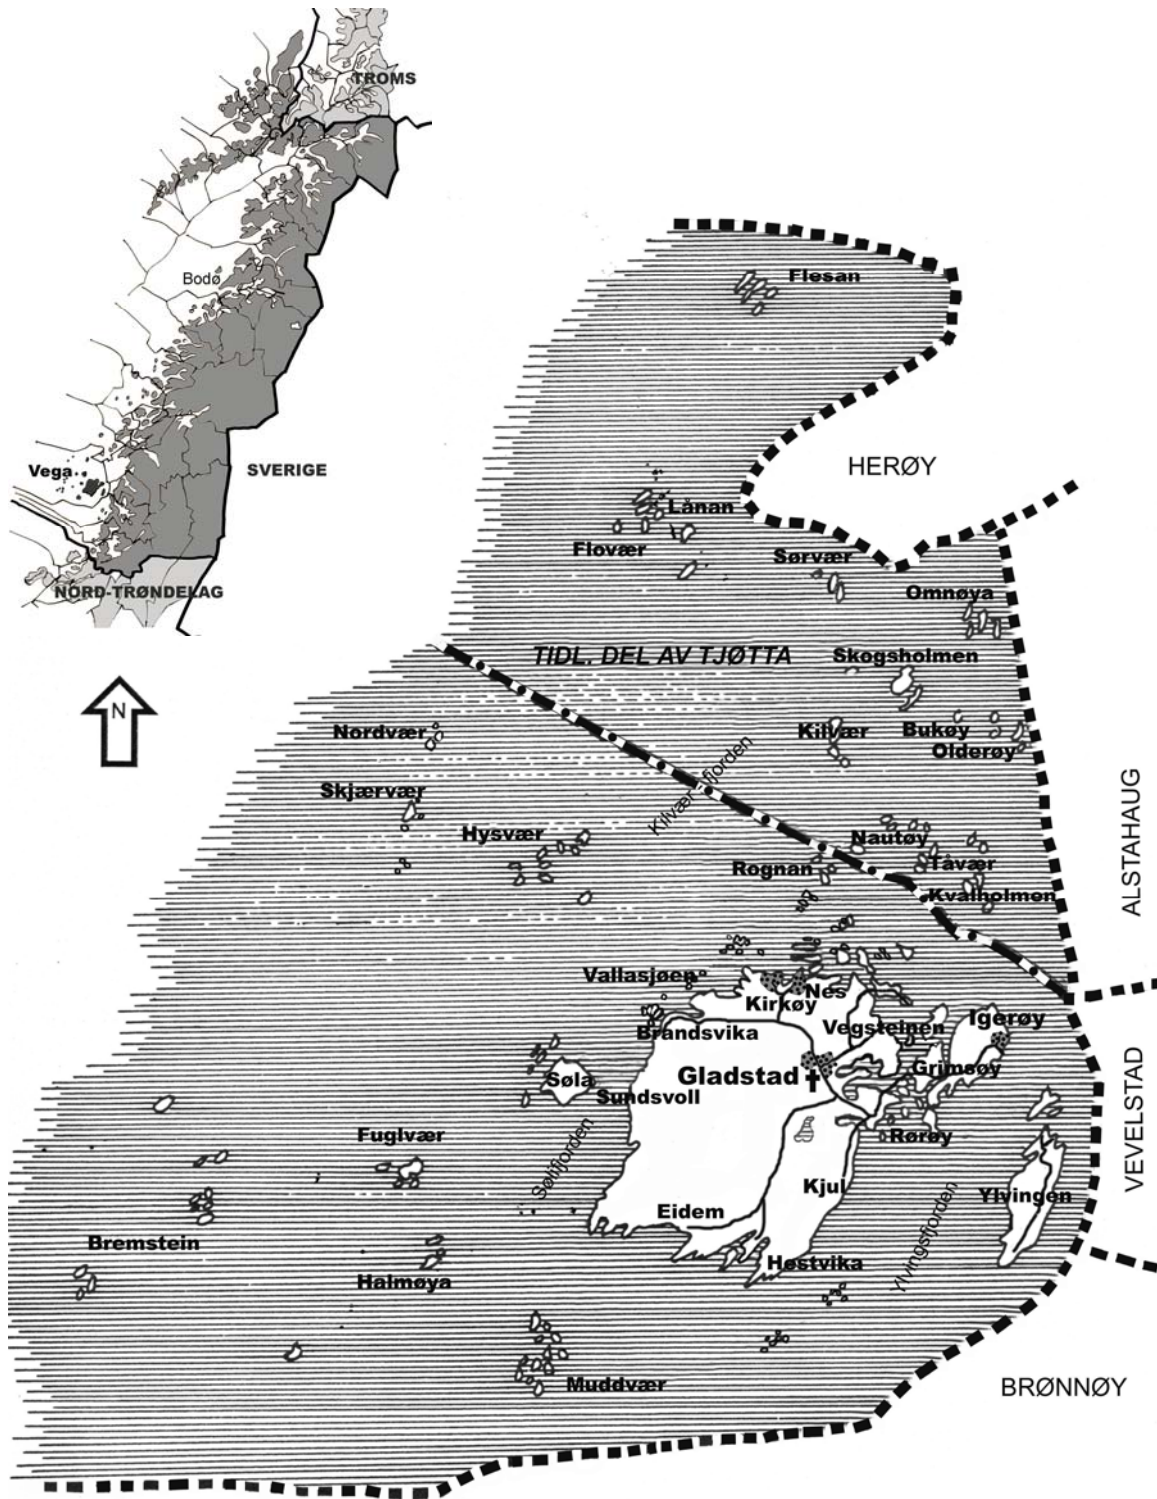 TROMS
Bodø
Vega
SVERIGE
NORD-TRØNDELAG
N
Flesan
HERØY
Lånan
Flovær
Sørvær
Omnøya
TIDL. DEL AV TJØTTA
Skogsholmen
Nordvær
Kilvær
Bukøy
Olderøy
Kilværfjorden
Skjærvær
Hysvær
Nautøy
ALSTAHAUG
Rognan
Tåvær
Kvalholmen
Vallasjøen
Kirkøy
Nes
Brandsvika
Vegsteinen
Igerøy
Gladstad
Grimsøy
Søla
Sundsvoll
VEVELSTAD
Fuglvær
Rørøy
Sølafjorden
Kjul
Ylvingen
Eidem
Bremstein
Ylvingsfjorden
Halmøya
Høstvika
Muddvær
BRØNNØY